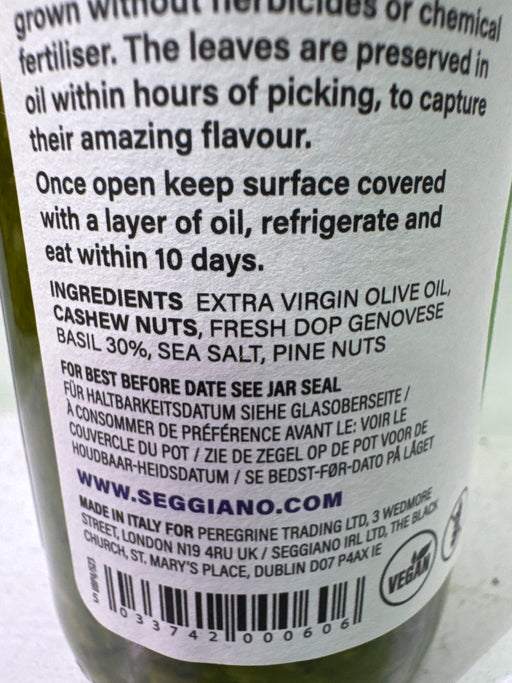 grown without herbicides or chemical
fertiliser. The leaves are preserved in
oil within hours of picking, to capture
their amazing flavour.
Once open keep surface covered
with a layer of oil, refrigerate and
eat within 10 days.
INGREDIENTS EXTRA VIRGIN OLIVE OIL,
CASHEW NUTS, FRESH DOP GENOVESE
BASIL 30%, SEA SALT, PINE NUTS
FOR BEST BEFORE DATE SEE JAR SEAL
FÜR HALTBARKEITSDATUM SIEHE GLASOBERSEITE /
À CONSOMMER DE PRÉFÉRENCE AVANT LE: VOIR LE
COUVERCLE DU POT / ZIE DE ZEGEL OP DE POT VOOR DE
HOUDBAAR-HEIDSDATUM / SE BEDST-FØR-DATO PÅ LÅGET
WWW.SEGGIANO.COM
MADE IN ITALY FOR PEREGRINE TRADING LTD, 3 WEDMORE
STREET, LONDON N19 4RU UK / SEGGIANO IRL LTD, THE BLACK
CHURCH, ST, MARY'S PLACE, DUBLIN D07 P4AX IE
VEGAN
033742 000606